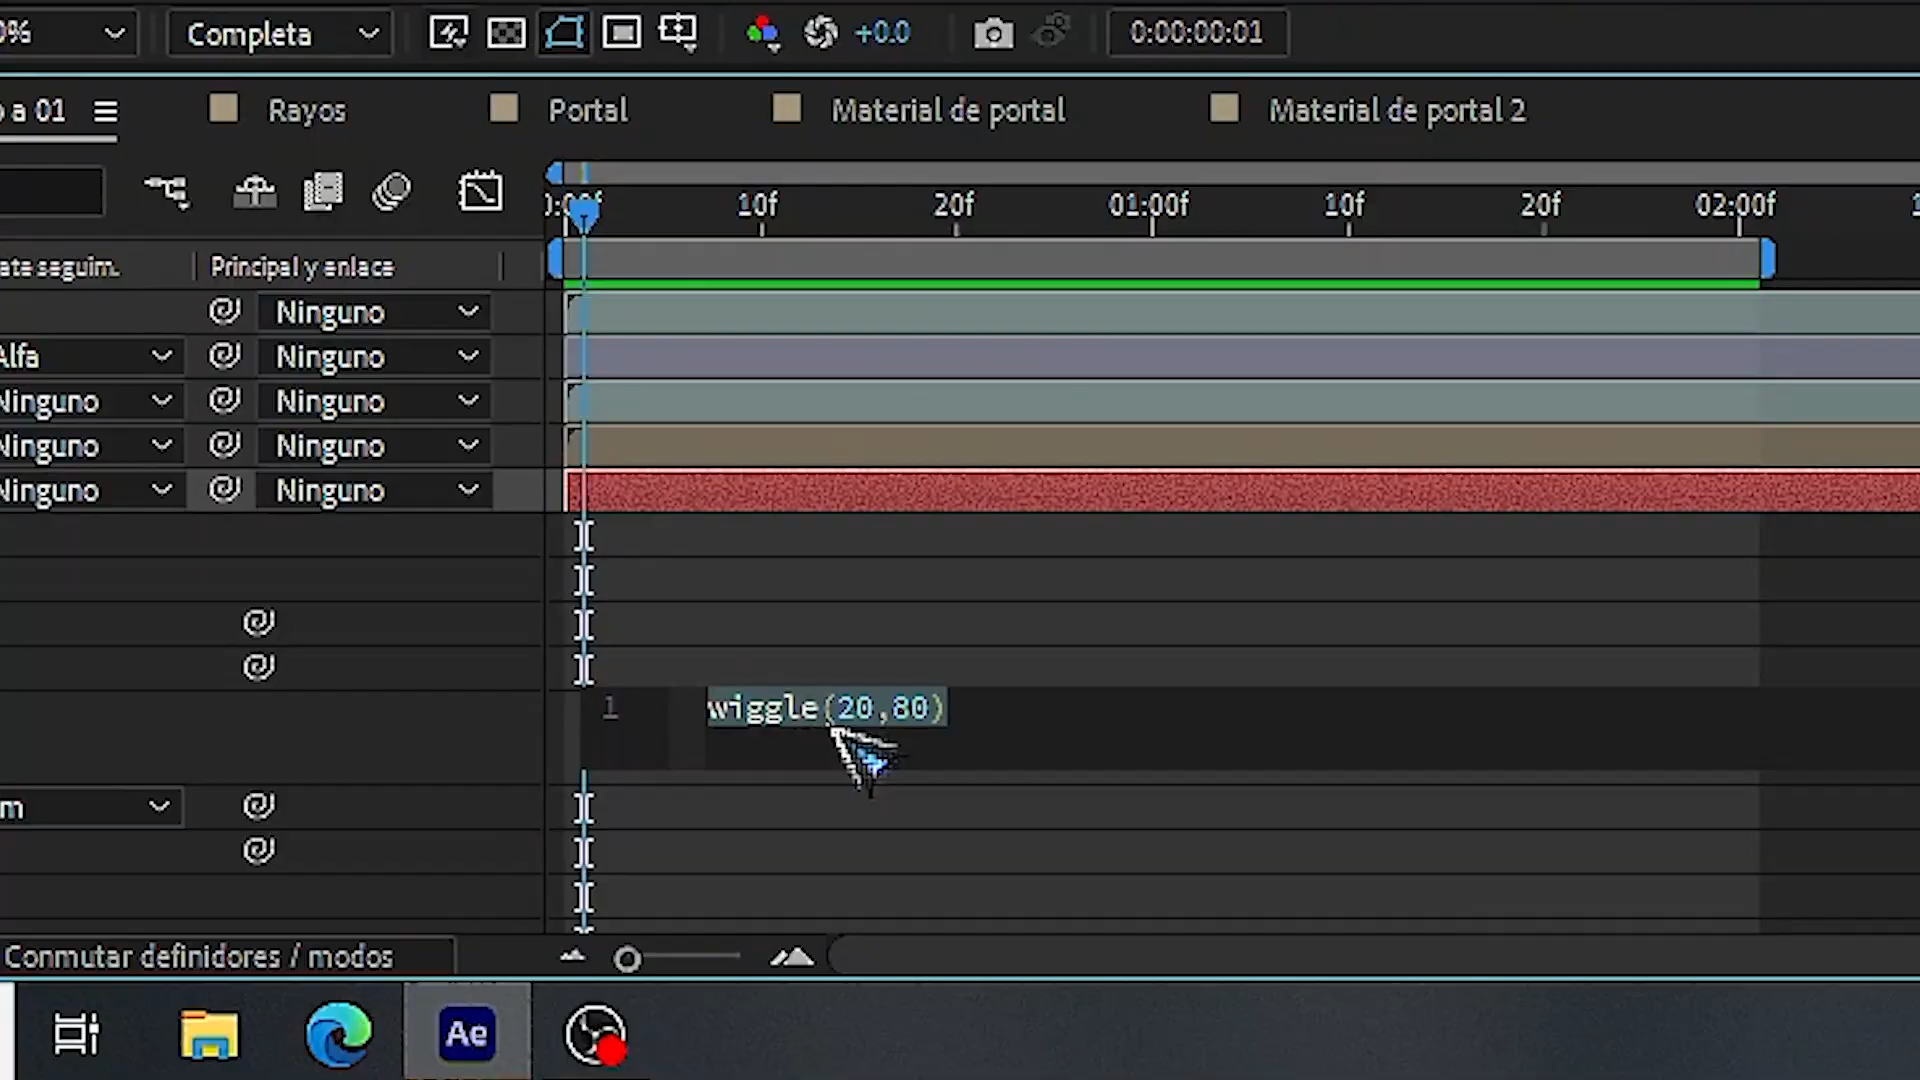 0%
Completa
+0.0
0:00:00:01
o a 01
Rayos
Portal
Material de portal
Material de portal 2
10f
20f
01:00f
10f
20f
02:00f
ate seguim.
Principal y enlace
Ninguno
Alfa
Ninguno
Ninguno
Ninguno
Ninguno
Ninguno
Ninguno
Ninguno
1
wiggle(20,80)
m
Conmutar definidores / modos
Ae